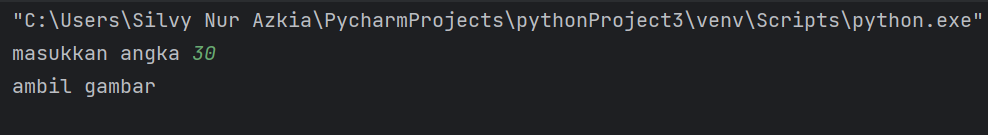 "C:\Users\Silvy Nur Azkia\PycharmProjects\pythonProject3\venv\Scripts\python.exe"
masukkan angka 30
ambil gambar